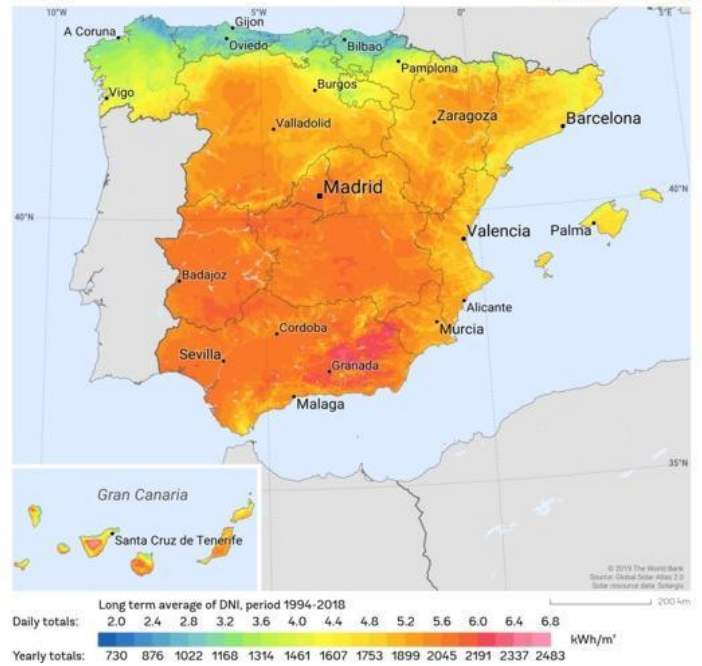 10°W
5°W
0°
5°E
A Coruna
Gijon
Oviedo
Bilbao
Pamplona
Vigo
Burgos
Valladolid
Zaragoza
Barcelona
Madrid
40°N
40°N
Valencia
Palma
Badajoz
Alicante
Cordoba
Murcia
Sevilla
Granada
Malaga
35°N
Gran Canaria
Santa Cruz de Tenerife
© 2019 The World Bank
Source: Global Solar Atlas 2.0
Solar resource data: Solargis
200 km
Long term average of DNI, period 1994-2018
Daily totals: 2.0 2.4 2.8 3.2 3.6 4.0 4.4 4.8 5.2 5.6 6.0 6.4 6.8
kWh/m²
Yearly totals: 730 876 1022 1168 1314 1461 1607 1753 1899 2045 2191 2337 2483